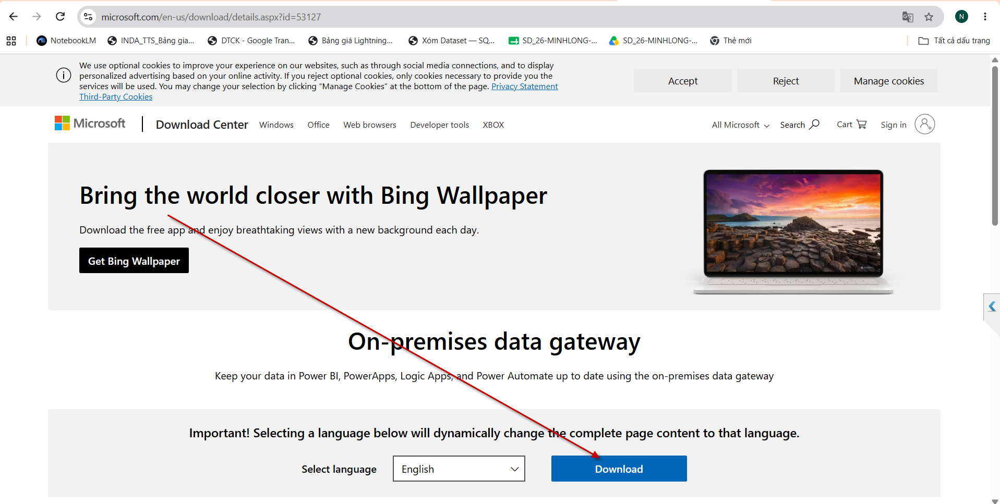 microsoft.com/en-us/download/details.aspx?id=53127
N
NotebookLM
INDA_TTS_Bảng gia...
DTCK - Google Tran...
Bảng giá Lightning...
Xóm Dataset — SQ...
SD_26-MINHLONG-...
SD_26-MINHLONG-...
Thẻ mới
Tất cả dấu trang
We use optional cookies to improve your experience on our websites, such as through social media connections, and to display
personalized advertising based on your online activity. If you reject optional cookies, only cookies necessary to provide you the
services will be used. You may change your selection by clicking “Manage Cookies” at the bottom of the page. Privacy Statement
Third-Party Cookies
Accept
Reject
Manage cookies
Microsoft
Download Center
Windows
Office
Web browsers
Developer tools
XBOX
All Microsoft
Search
Cart
Sign in
Bring the world closer with Bing Wallpaper
Download the free app and enjoy breathtaking views with a new background each day.
Get Bing Wallpaper
On-premises data gateway
Keep your data in Power BI, PowerApps, Logic Apps, and Power Automate up to date using the on-premises data gateway
Important! Selecting a language below will dynamically change the complete page content to that language.
Select language
English
Download